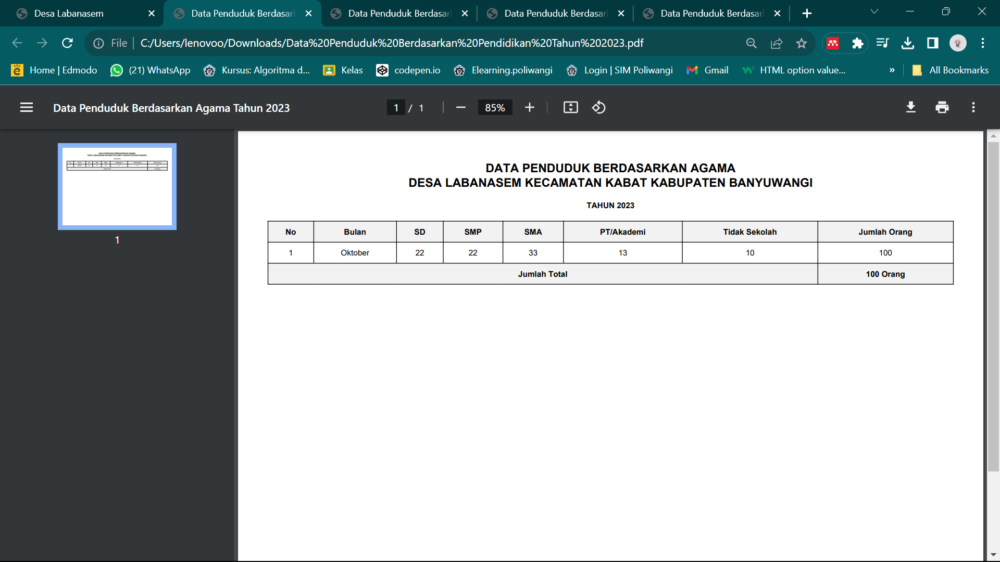 Desa Labanasem
Data Penduduk Berdasark
Data Penduduk Berdasar
Data Penduduk Berdasar
Data Penduduk Berdasar
File
C:/Users/lenovoo/Downloads/Data%20Penduduk%20Berdasarkan%20Pendidikan%20Tahun%202023.pdf
Home | Edmodo
(21) WhatsApp
Kursus: Algoritma d...
Kelas
codepen.io
Elearning.poliwangi
Login | SIM Poliwangi
Gmail
HTML option value...
»
All Bookmarks
Data Penduduk Berdasarkan Agama Tahun 2023
1 / 1
85%
1
DATA PENDUDUK BERDASARKAN AGAMA
DESA LABANASEM KECAMATAN KABAT KABUPATEN BANYUWANGI
TAHUN 2023
No Bulan SD SMP SMA PT/Akademi Tidak Sekolah Jumlah Orang
1 Oktober 22 22 33 13 10 100
Jumlah Total 100 Orang